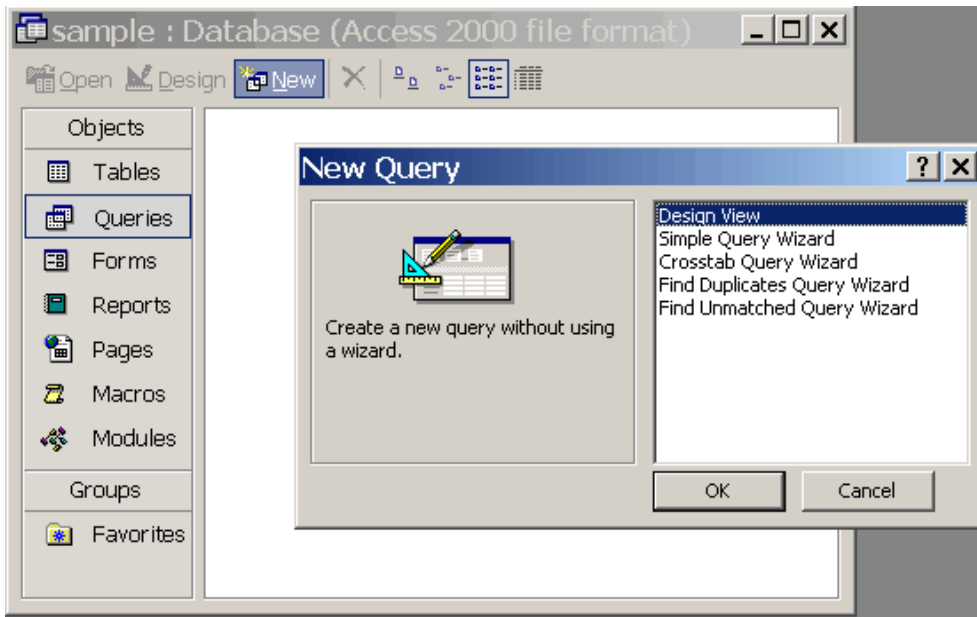 sample : Database (Access 2000 file format)
Open Design New
Objects
Tables
Queries
Forms
Reports
Pages
Macros
Modules
Groups
Favorites
New Query
?
Create a new query without using
a wizard.
Design View
Simple Query Wizard
Crosstab Query Wizard
Find Duplicates Query Wizard
Find Unmatched Query Wizard
OK Cancel